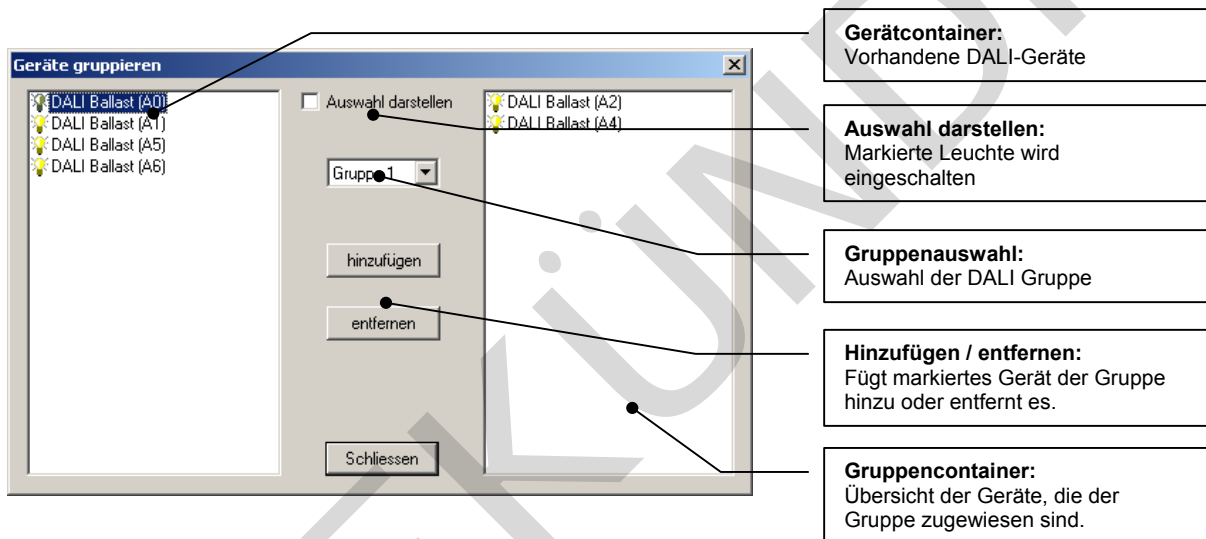 Geräte gruppieren
DALI Ballast (A0)
DALI Ballast (A1)
DALI Ballast (A5)
DALI Ballast (A6)
Auswahl darstellen
Gruppe 1
hinzufügen
entfernen
Schliessen
DALI Ballast (A2)
DALI Ballast (A4)
Gerätcontainer:
Vorhandene DALI-Geräte
Auswahl darstellen:
Markierte Leuchte wird
eingeschalten
Gruppenauswahl:
Auswahl der DALI Gruppe
Hinzufügen / entfernen:
Fügt markiertes Gerät der Gruppe
hinzu oder entfernt es.
Gruppencontainer:
Übersicht der Geräte, die der
Gruppe zugewiesen sind.